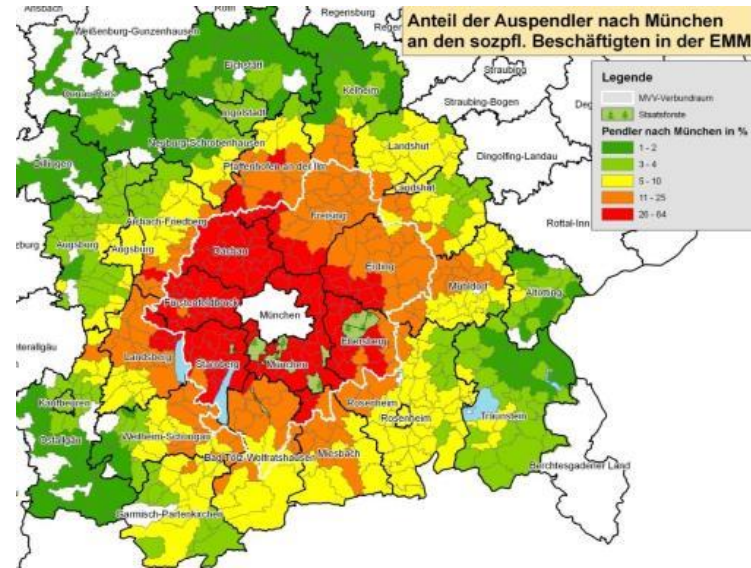 Ansbach
Roth
Regensburg
Anteil der Auspendler nach München
an den sozpfl. Beschäftigten in der EMM
Weißenburg-Gunzenhausen
Eichstätt
Kelheim
Straubing
Straubing-Bogen
Legende
MVV-Verbundraum
Staatsforste
Pendler nach München in %
1 - 2
3 - 4
5 - 10
11 - 25
26 - 64
Ingolstadt
Neuburg-Schrobenhausen
Dillingen
Landshut
Dingolfing-Landau
Pfaffenhofen an der Ilm
Landshut
Rottal-Inn
Aichach-Friedberg
Freising
Augsburg
Augsburg
Dachau
Erding
Mühldorf
Altötting
Fürstenfeldbruck
München
Ebersberg
Landsberg
Starnberg
München
Rosenheim
Rosenheim
Traunstein
Kaufbeuren
Ostallgäu
Weilheim-Schongau
Bad Tölz-Wolfratshausen
Miesbach
Berchtesgadener Land
Garmisch-Partenkirchen